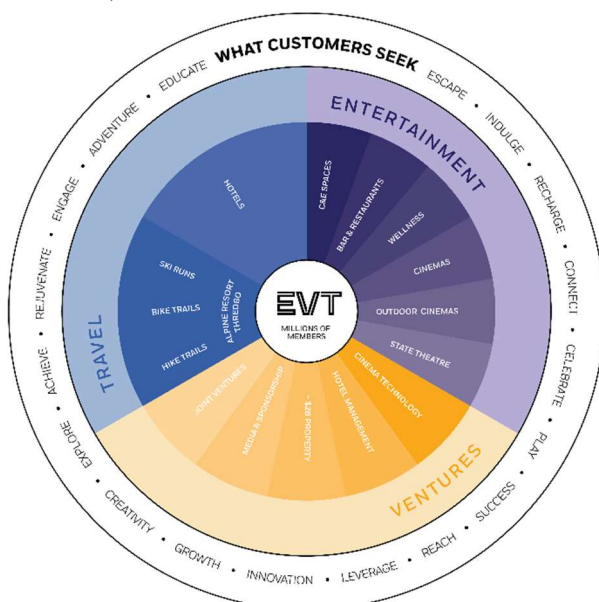 WHAT CUSTOMERS SEEK
ESCAPE • INDULGE • RECHARGE • CONNECT • CELEBRATE • PLAY • SUCCESS • REACH • LEVERAGE • INNOVATION • GROWTH • CREATIVITY • EXPLORE • ACHIEVE • REJUVENATE • ENGAGE • ADVENTURE • EDUCATE
ENTERTAINMENT
C&E SPACES
BAR & RESTAURANTS
WELLNESS
CINEMAS
OUTDOOR CINEMAS
STATE THEATRE
VENTURES
CINEMA TECHNOLOGY
HOTEL MANAGEMENT
~ $2B PROPERTY
MEDIA & SPONSORSHIP
JOINT VENTURES
TRAVEL
HOTELS
SKI RUNS
BIKE TRAILS
HIKE TRAILS
ALPINE RESORT
THREDBO
EVT
MILLIONS OF
MEMBERS